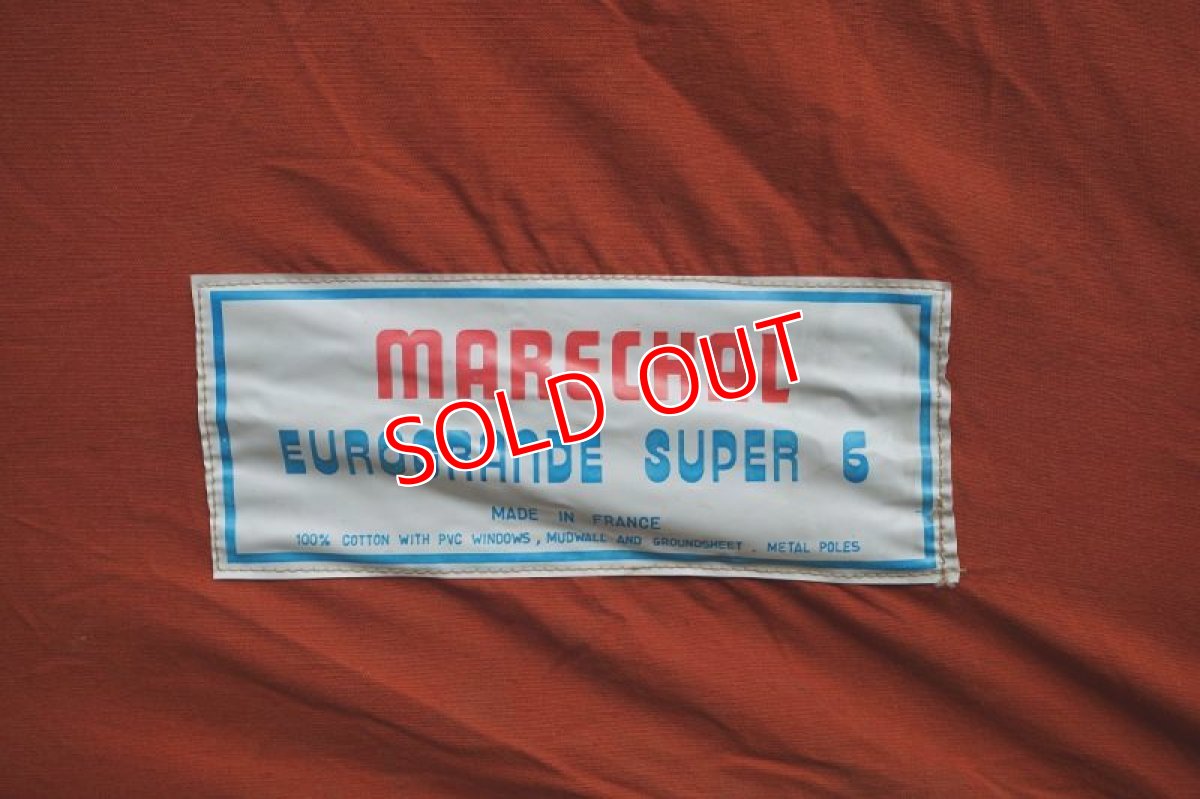 MARECHAL
SOLD OUT
EUROGRANDE SUPER 6
MADE IN FRANCE
100% COTTON WITH PVC WINDOWS, MUDWALL AND GROUNDSHEET. METAL POLES